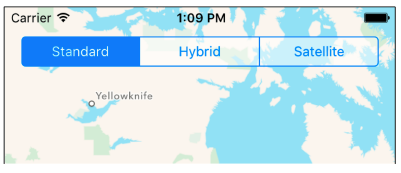 Carrier 1:09 PM
Standard Hybrid Satellite
Yellowknife